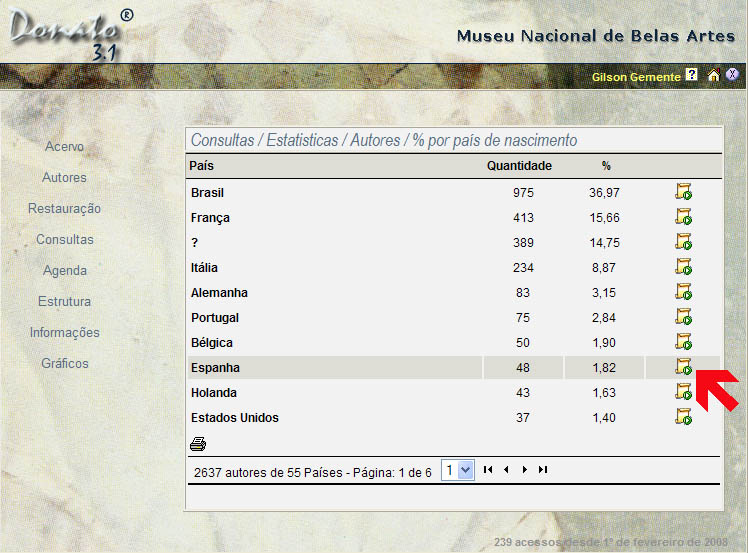 Donato ®
3.1
Museu Nacional de Belas Artes
Gilson Gemente ? X
Acervo
Autores
Restauração
Consultas
Agenda
Estrutura
Informações
Gráficos
Consultas / Estatisticas / Autores / % por país de nascimento
País Quantidade %
Brasil 975 36,97
França 413 15,66
? 389 14,75
Itália 234 8,87
Alemanha 83 3,15
Portugal 75 2,84
Bélgica 50 1,90
Espanha 48 1,82
Holanda 43 1,63
Estados Unidos 37 1,40
2637 autores de 55 Países - Página: 1 de 6 1
239 acessos desde 1º de fevereiro de 2008